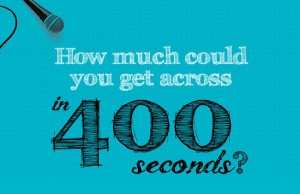 How much could
you get across
in
400
seconds?